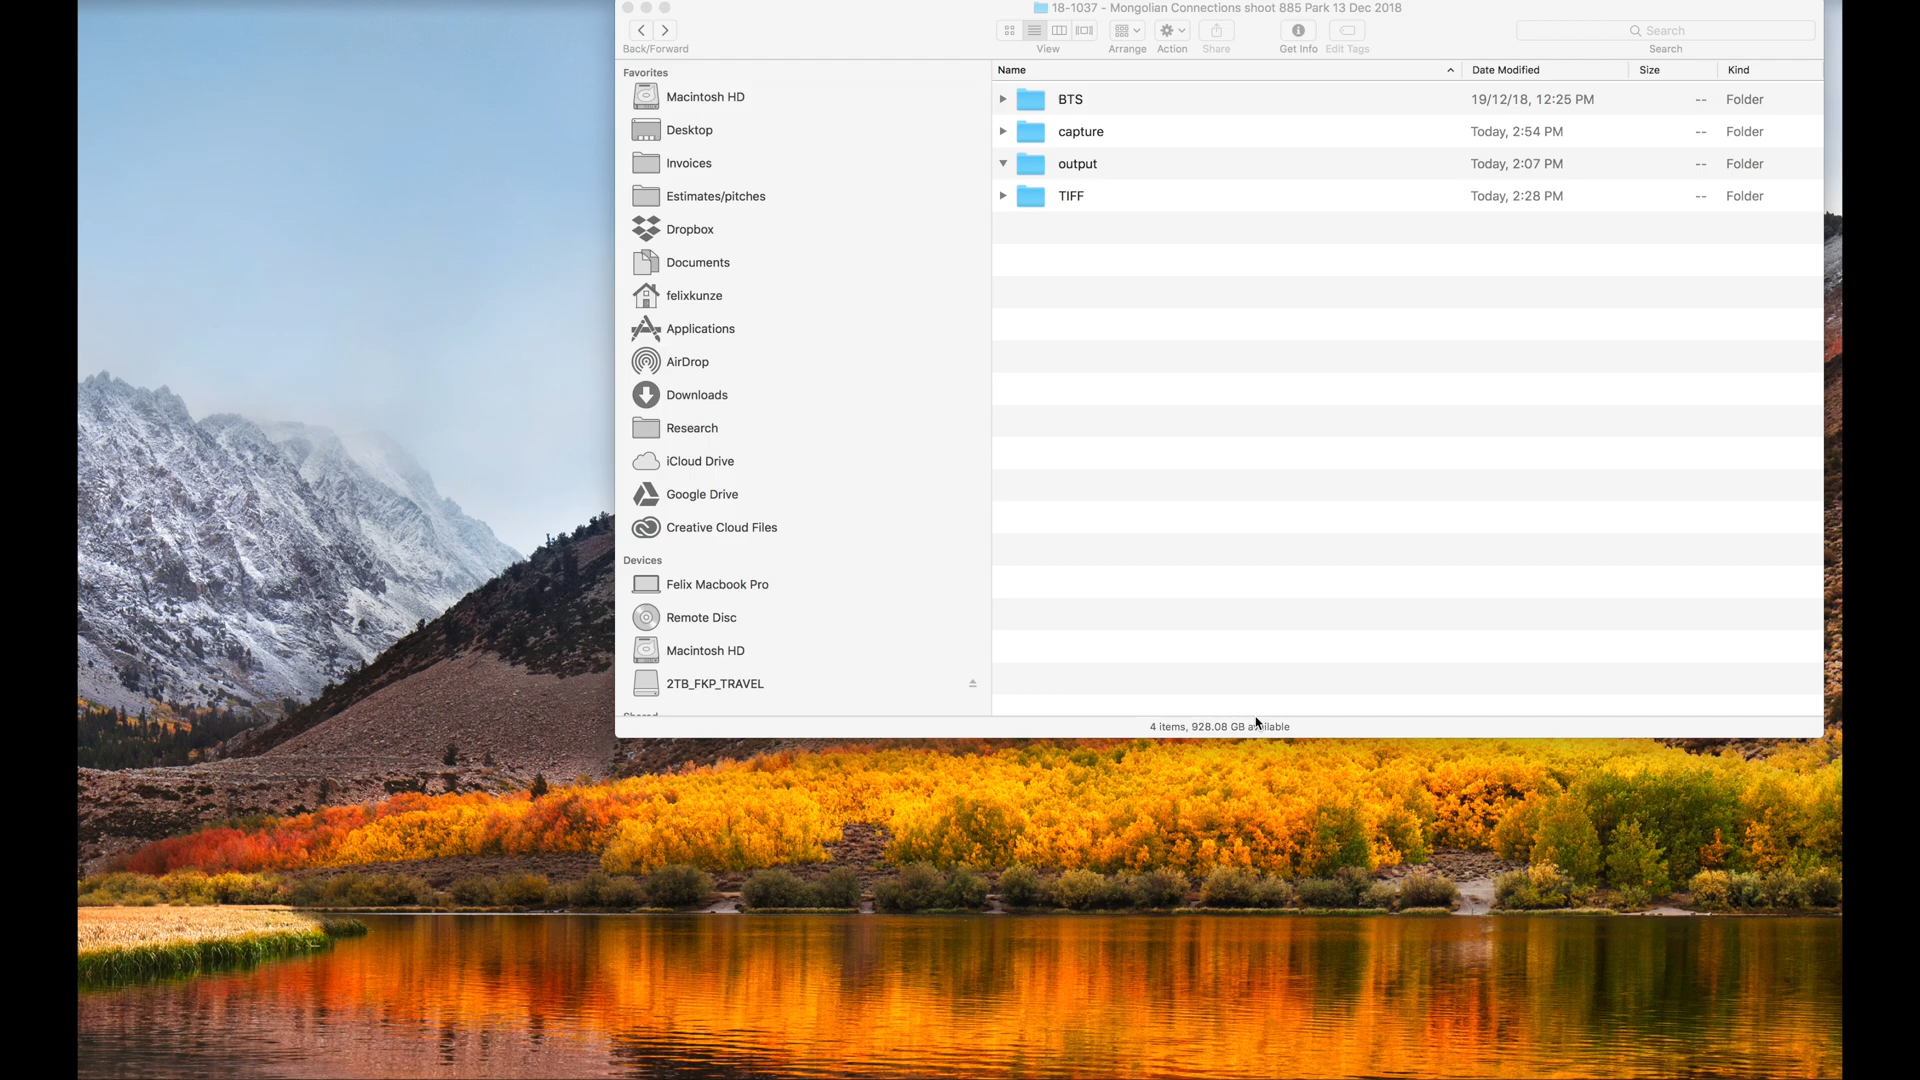 18-1037 - Mongolian Connections shoot 885 Park 13 Dec 2018
Search
Back/Forward
View
Arrange
Action
Share
Get Info
Edit Tags
Search
Favorites
Macintosh HD
Desktop
Invoices
Estimates/pitches
Dropbox
Documents
felixkunze
Applications
AirDrop
Downloads
Research
iCloud Drive
Google Drive
Creative Cloud Files
Devices
Felix Macbook Pro
Remote Disc
Macintosh HD
2TB_FKP_TRAVEL
Name Date Modified Size Kind
BTS 19/12/18, 12:25 PM -- Folder
capture Today, 2:54 PM -- Folder
output Today, 2:07 PM -- Folder
TIFF Today, 2:28 PM -- Folder
4 items, 928.08 GB available